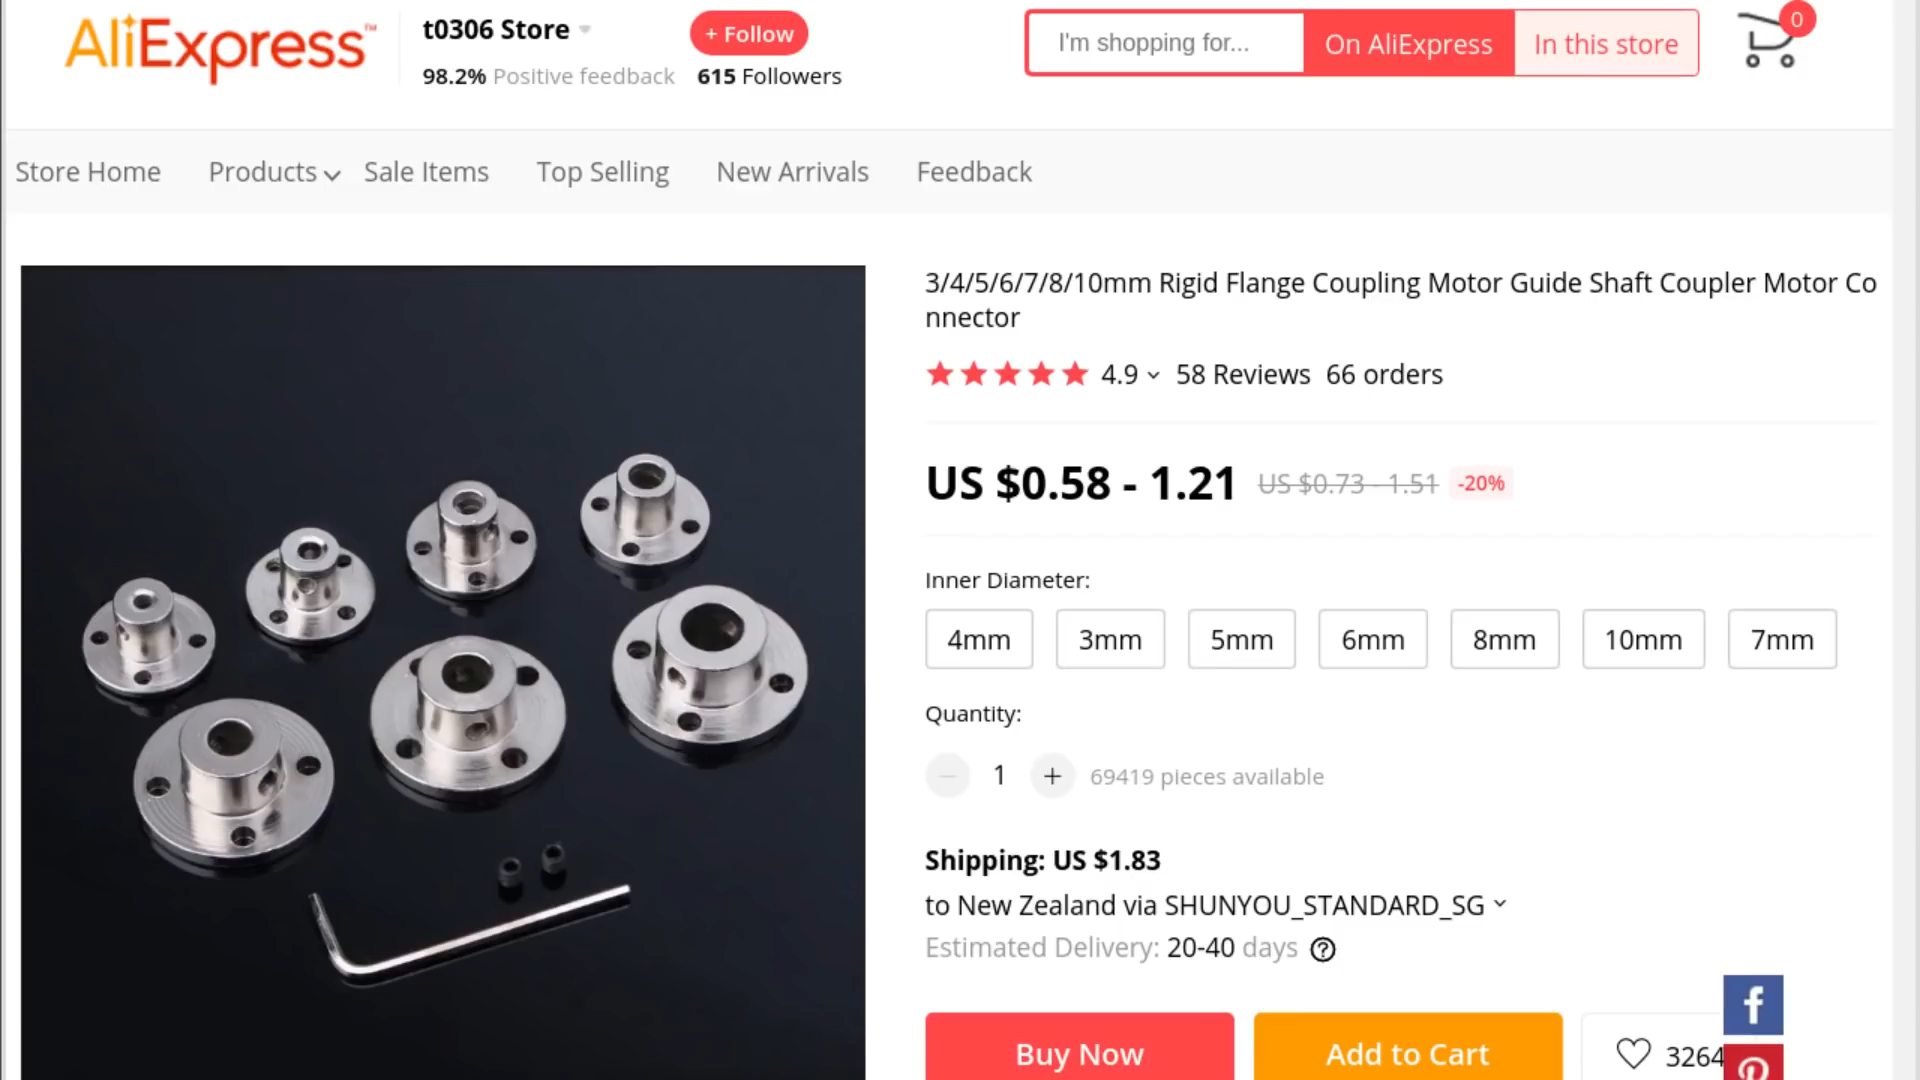 AliExpress™
t0306 Store
+ Follow
98.2% Positive feedback
615 Followers
I'm shopping for...
On AliExpress
In this store
0
Store Home
Products
Sale Items
Top Selling
New Arrivals
Feedback
3/4/5/6/7/8/10mm Rigid Flange Coupling Motor Guide Shaft Coupler Motor Co
nnector
4.9
58 Reviews
66 orders
US $0.58 - 1.21
US $0.73 - 1.51
-20%
Inner Diameter:
4mm
3mm
5mm
6mm
8mm
10mm
7mm
Quantity:
1
+
69419 pieces available
Shipping: US $1.83
to New Zealand via SHUNYOU_STANDARD_SG
Estimated Delivery: 20-40 days
Buy Now
Add to Cart
3264